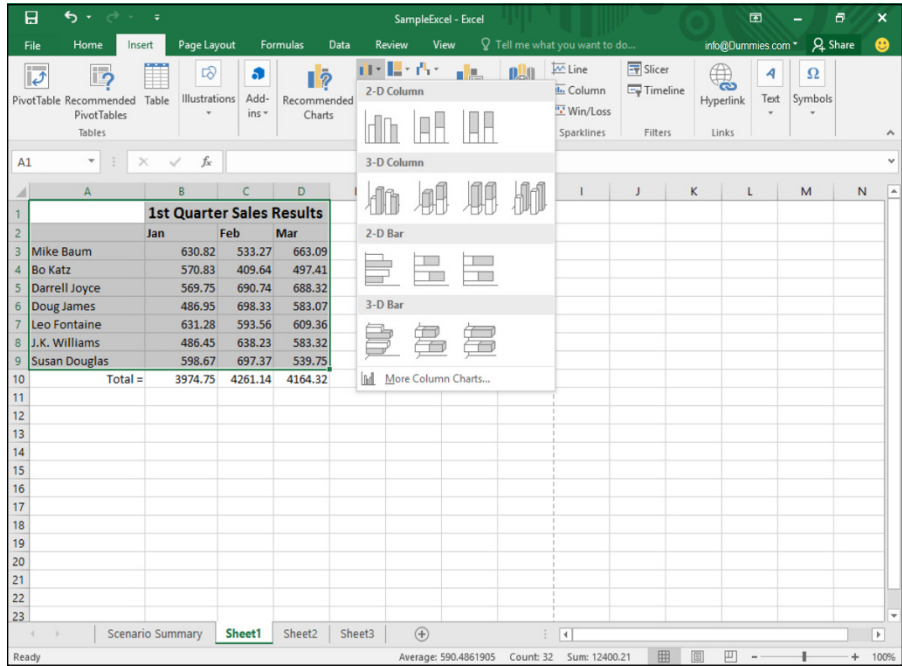 SampleExcel - Excel
File Home Insert Page Layout Formulas Data Review View Tell me what you want to do... info@Dummies.com Share
PivotTable Recommended PivotTables Table Illustrations Add-ins Recommended Charts
Line
Column
Win/Loss
Slicer
Timeline
Hyperlink Text Symbols
Tables Sparklines Filters Links
A1 fx
A B C D I J K L M N
1 1st Quarter Sales Results
2 Jan Feb Mar
3 Mike Baum 630.82 533.27 663.09
4 Bo Katz 570.83 409.64 497.41
5 Darrell Joyce 569.75 690.74 688.32
6 Doug James 486.95 698.33 583.07
7 Leo Fontaine 631.28 593.56 609.36
8 J.K. Williams 486.45 638.23 583.32
9 Susan Douglas 598.67 697.37 539.75
10 Total = 3974.75 4261.14 4164.32
11
12
13
14
15
16
17
18
19
20
21
22
23
2-D Column
3-D Column
2-D Bar
3-D Bar
More Column Charts...
Scenario Summary Sheet1 Sheet2 Sheet3
Ready Average: 590.4861905 Count: 32 Sum: 12400.21 100%